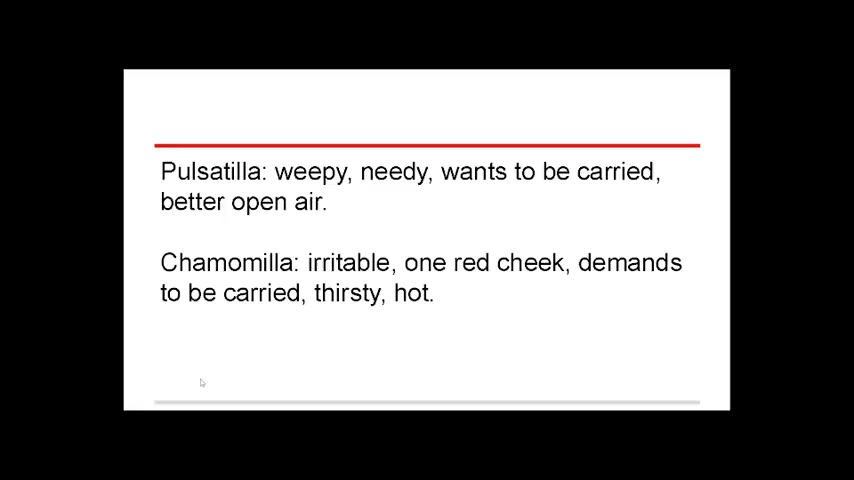 Pulsatilla: weepy, needy, wants to be carried,
better open air.
Chamomilla: irritable, one red cheek, demands
to be carried, thirsty, hot.